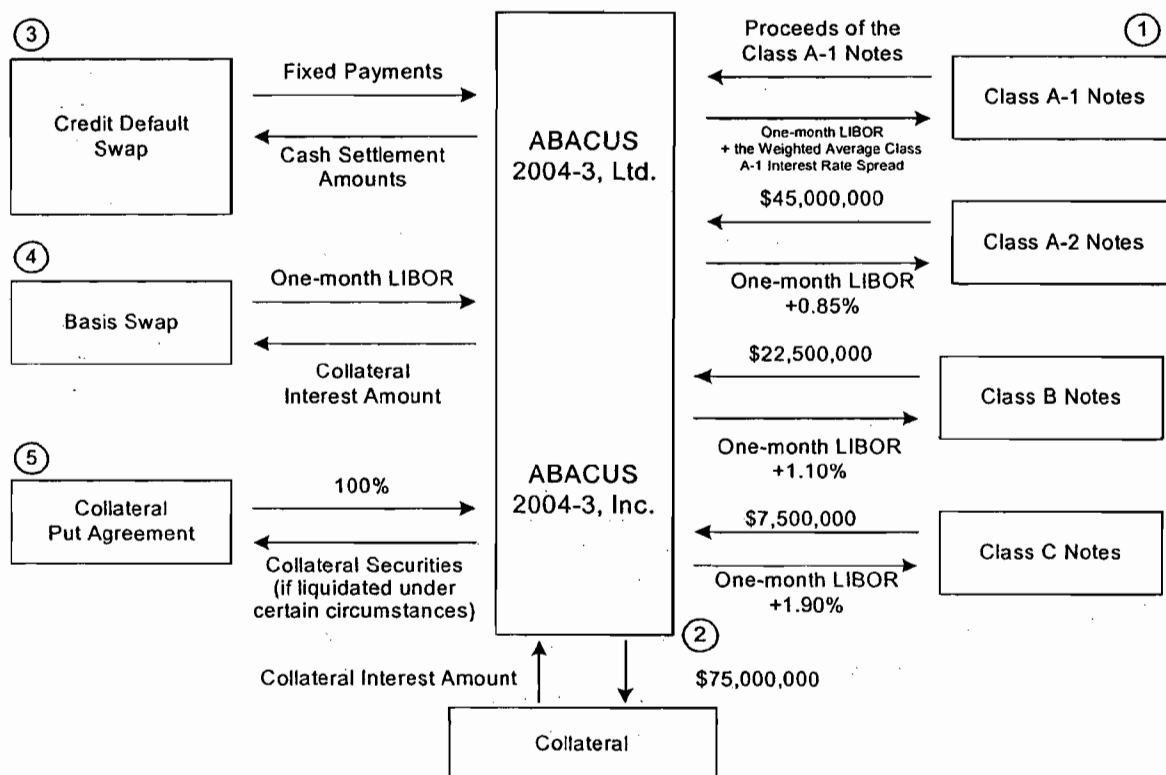 ③
Credit Default
Swap
Fixed Payments
Cash Settlement
Amounts
④
Basis Swap
One-month LIBOR
Collateral
Interest Amount
⑤
Collateral
Put Agreement
100%
Collateral Securities
(if liquidated under
certain circumstances)
ABACUS
2004-3, Ltd.
ABACUS
2004-3, Inc.
①
Proceeds of the
Class A-1 Notes
Class A-1 Notes
One-month LIBOR
+ the Weighted Average Class
A-1 Interest Rate Spread
$45,000,000
Class A-2 Notes
One-month LIBOR
+0.85%
$22,500,000
Class B Notes
One-month LIBOR
+1.10%
$7,500,000
Class C Notes
One-month LIBOR
+1.90%
②
Collateral Interest Amount
$75,000,000
Collateral